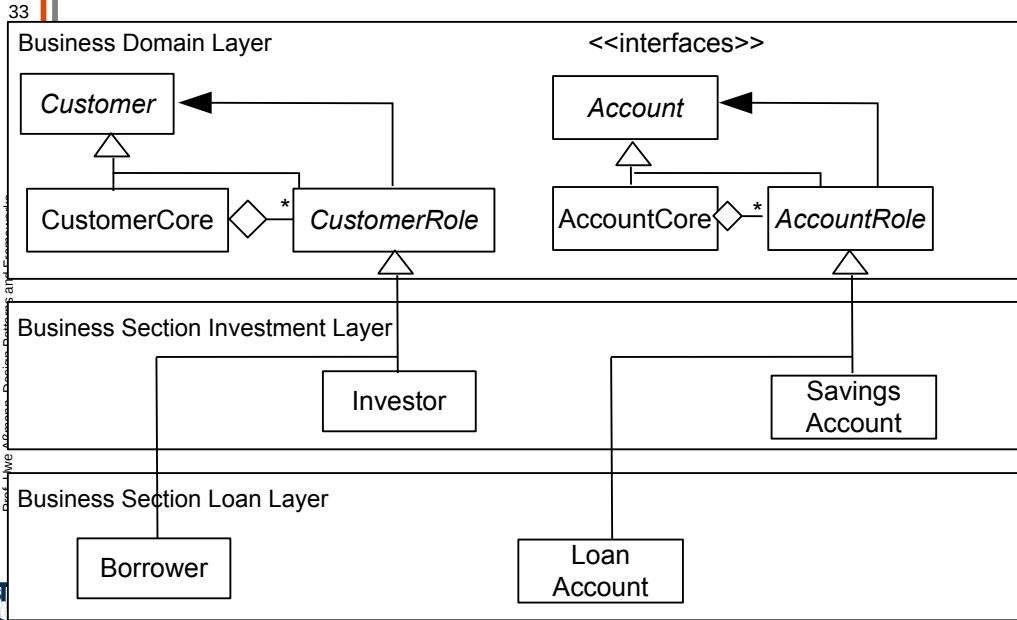 33
Business Domain Layer
<<interfaces>>
Customer
Account
CustomerCore
*
CustomerRole
AccountCore
*
AccountRole
Business Section Investment Layer
Investor
Savings
Account
Business Section Loan Layer
Borrower
Loan
Account